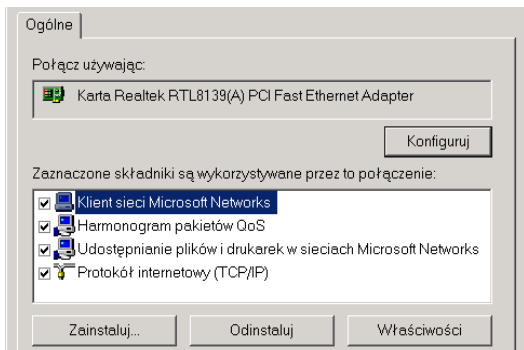 Ogólne
Połącz używając:
Karta Realtek RTL8139(A) PCI Fast Ethernet Adapter
Konfiguruj
Zaznaczone składniki są wykorzystywane przez to połączenie:
Klient sieci Microsoft Networks
Harmonogram pakietów QoS
Udostępnianie plików i drukarek w sieciach Microsoft Networks
Protokół internetowy (TCP/IP)
Zainstaluj... Odinstaluj Właściwości